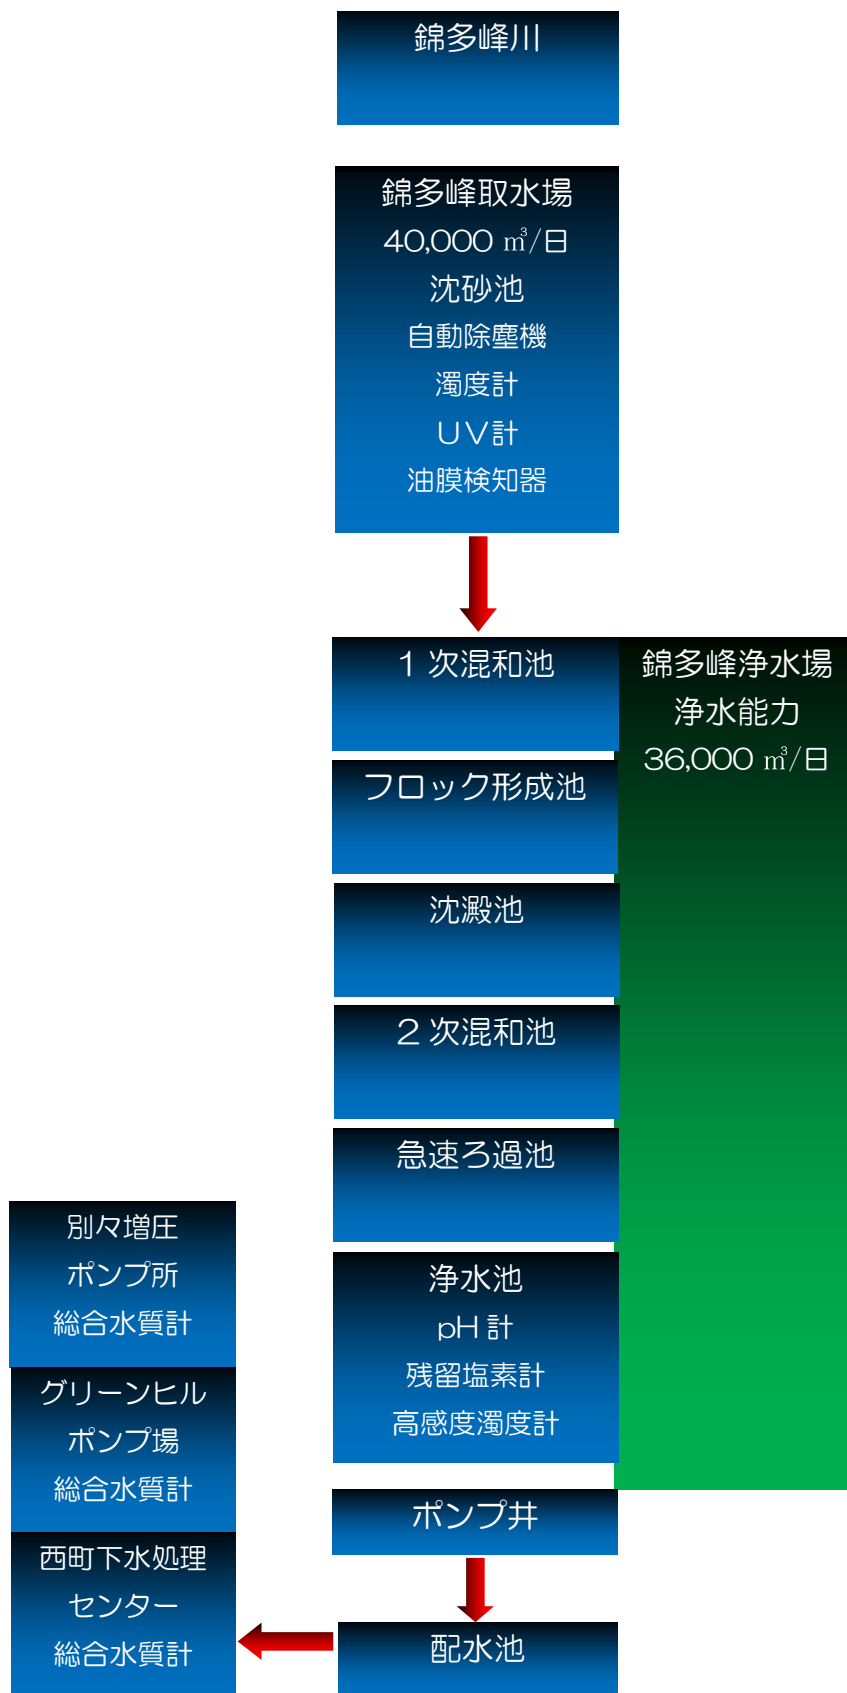 錦多峰川
錦多峰取水場
40,000 ㎥/日
沈砂池
自動除塵機
濁度計
UV計
油膜検知器
1 次混和池
錦多峰浄水場
浄水能力
36,000 ㎥/日
フロック形成池
沈澱池
2 次混和池
急速ろ過池
浄水池
pH 計
残留塩素計
高感度濁度計
ポンプ井
配水池
別々増圧
ポンプ所
総合水質計
グリーンヒル
ポンプ場
総合水質計
西町下水処理
センター
総合水質計